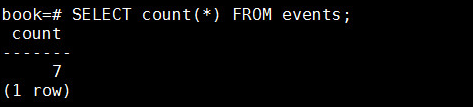 book=# SELECT count(*) FROM events;
 count
-------
     7
(1 row)